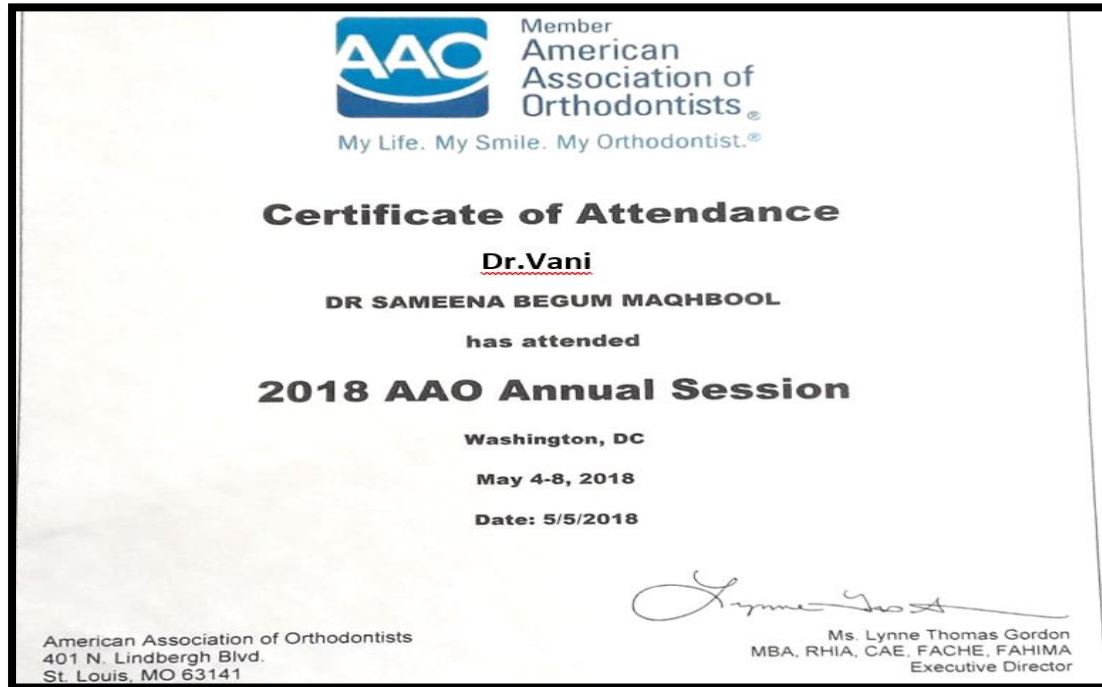 AAO
Member
American
Association of
Orthodontists®
My Life. My Smile. My Orthodontist.®
Certificate of Attendance
Dr.Vani
DR SAMEENA BEGUM MAQHBOOL
has attended
2018 AAO Annual Session
Washington, DC
May 4-8, 2018
Date: 5/5/2018
American Association of Orthodontists
401 N. Lindbergh Blvd.
St. Louis, MO 63141
Ms. Lynne Thomas Gordon
MBA, RHIA, CAE, FACHE, FAHIMA
Executive Director